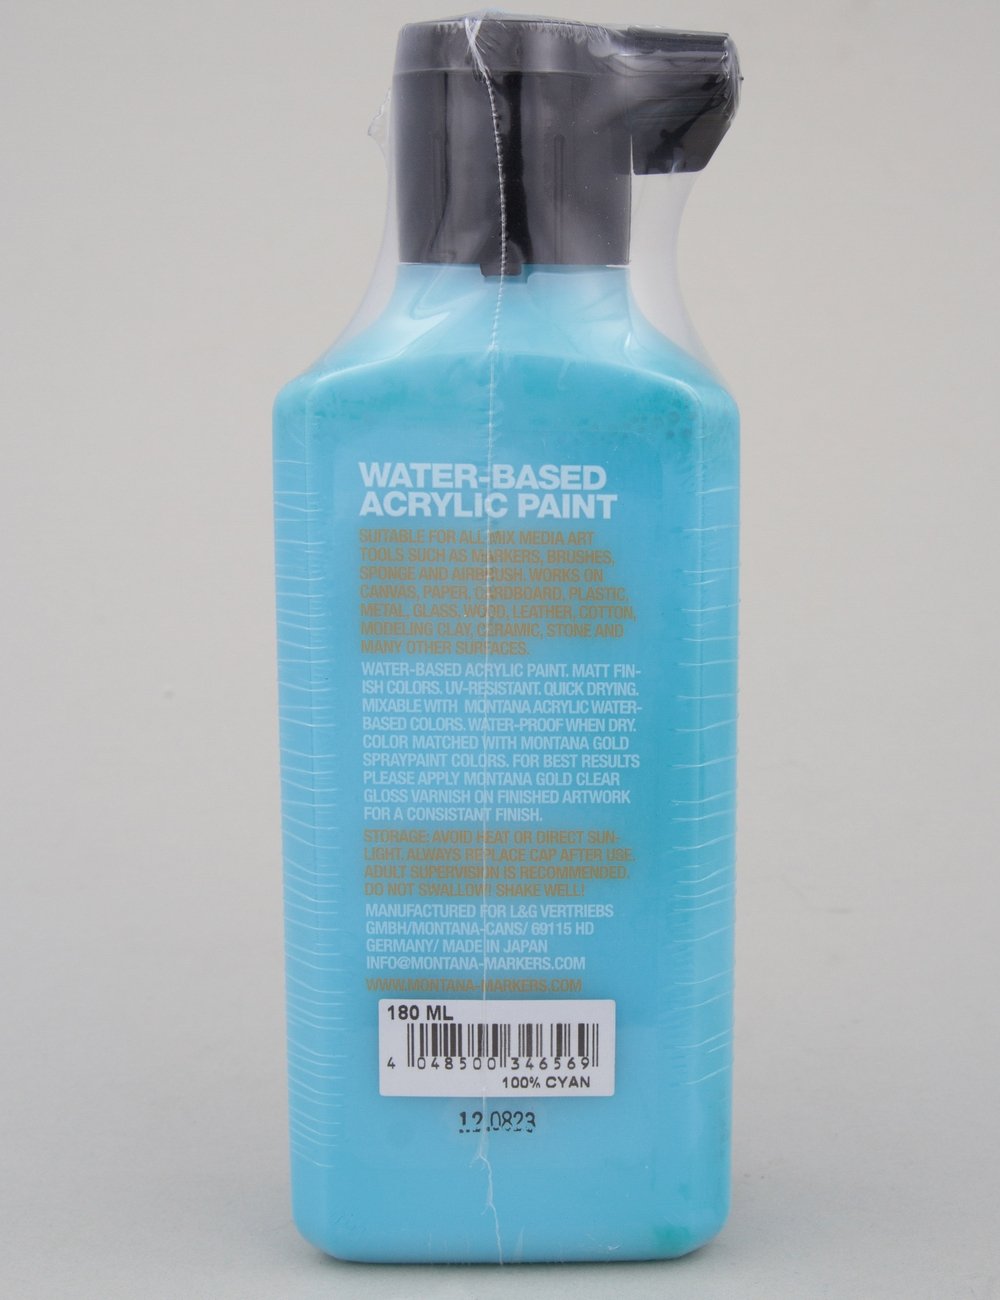 WATER-BASED
ACRYLIC PAINT
SUITABLE FOR ALL MIX MEDIA ART
TOOLS SUCH AS MARKERS, BRUSHES,
SPONGE AND AIRBRUSH. WORKS ON
CANVAS, PAPER, CARDBOARD, PLASTIC,
METAL, GLASS, WOOD, LEATHER, COTTON,
MODELING CLAY, CERAMIC, STONE AND
MANY OTHER SURFACES.
WATER-BASED ACRYLIC PAINT. MATT FIN-
ISH COLORS. UV-RESISTANT. QUICK DRYING.
MIXABLE WITH MONTANA ACRYLIC WATER-
BASED COLORS. WATER-PROOF WHEN DRY.
COLOR MATCHED WITH MONTANA GOLD
SPRAYPAINT COLORS. FOR BEST RESULTS
PLEASE APPLY MONTANA GOLD CLEAR
GLOSS VARNISH ON FINISHED ARTWORK
FOR A CONSISTANT FINISH.
STORAGE: AVOID HEAT OR DIRECT SUN-
LIGHT. ALWAYS REPLACE CAP AFTER USE.
ADULT SUPERVISION IS RECOMMENDED.
DO NOT SWALLOW! SHAKE WELL!
MANUFACTURED FOR L&G VERTRIEBS
GMBH/MONTANA-CANS/ 69115 HD
GERMANY/ MADE IN JAPAN
INFO@MONTANA-MARKERS.COM
WWW.MONTANA-MARKERS.COM
180 ML
4 048500 346569
100% CYAN
12.0823